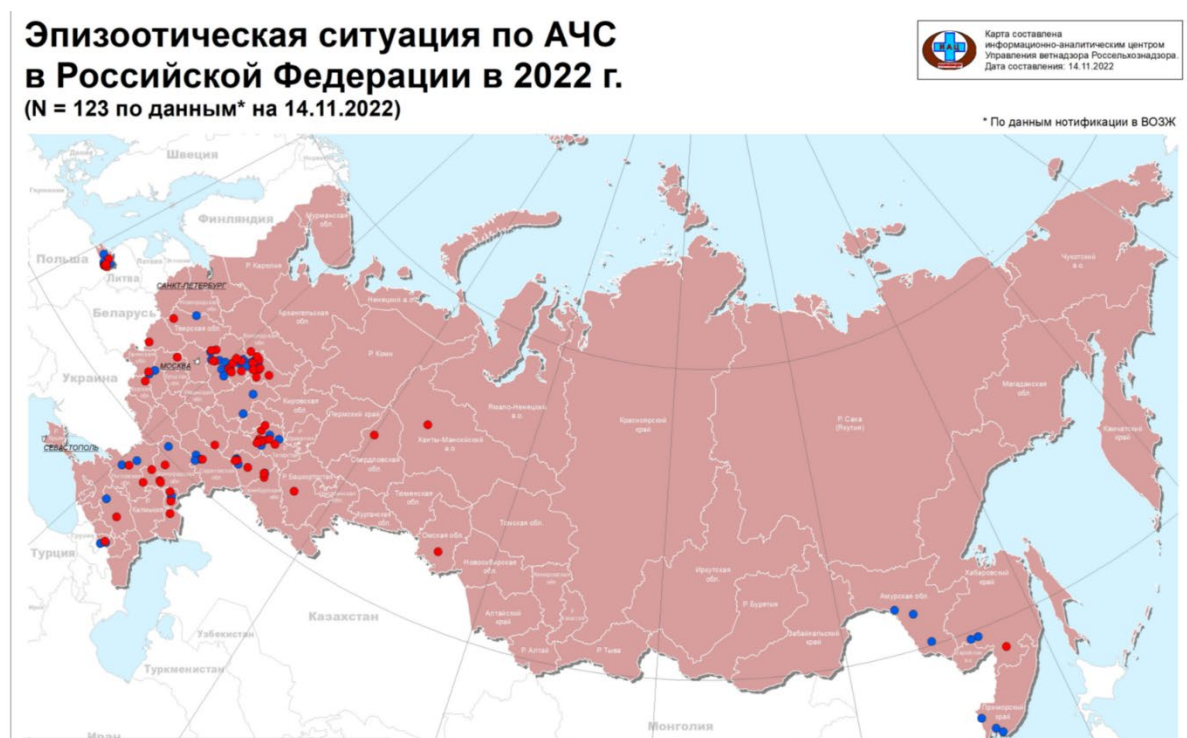 Эпизоотическая ситуация по АЧС
в Российской Федерации в 2022 г.
(N = 123 по данным* на 14.11.2022)
Карта составлена
информационно-аналитическим центром
Управления ветнадзора Россельхознадзора.
Дата составления: 14.11.2022
* По данным нотификации в ВОЗЖ
Швеция
Финляндия
Мурманская
обл.
Польша
Литва
Латвия
Р. Карелия
САНКТ-ПЕТЕРБУРГ
Чукотский
а.о.
Ненецкий а.о.
Беларусь
Архангельская
обл.
Тверская обл.
Р. Коми
МОСКВА
Украина
Магаданская
обл.
Ямало-Ненецкий
а.о.
Кировская
обл.
Пермский край
Красноярский
край
Р. Саха
(Якутия)
Камчатский
край
Ханты-Мансийский
а.о.
СЕВАСТОПОЛЬ
Свердловская
обл.
Р. Башкортостан
Тюменская
обл.
Курганская
обл.
Томская обл.
Турция
Омская обл.
Новосибирская
обл.
Иркутская
обл.
Хабаровский
край
Амурская обл.
Р. Бурятия
Алтайский
край
Казахстан
Забайкальский
край
Узбекистан
Р. Алтай
Р. Тыва
Туркменистан
Приморский
край
Монголия
Иран